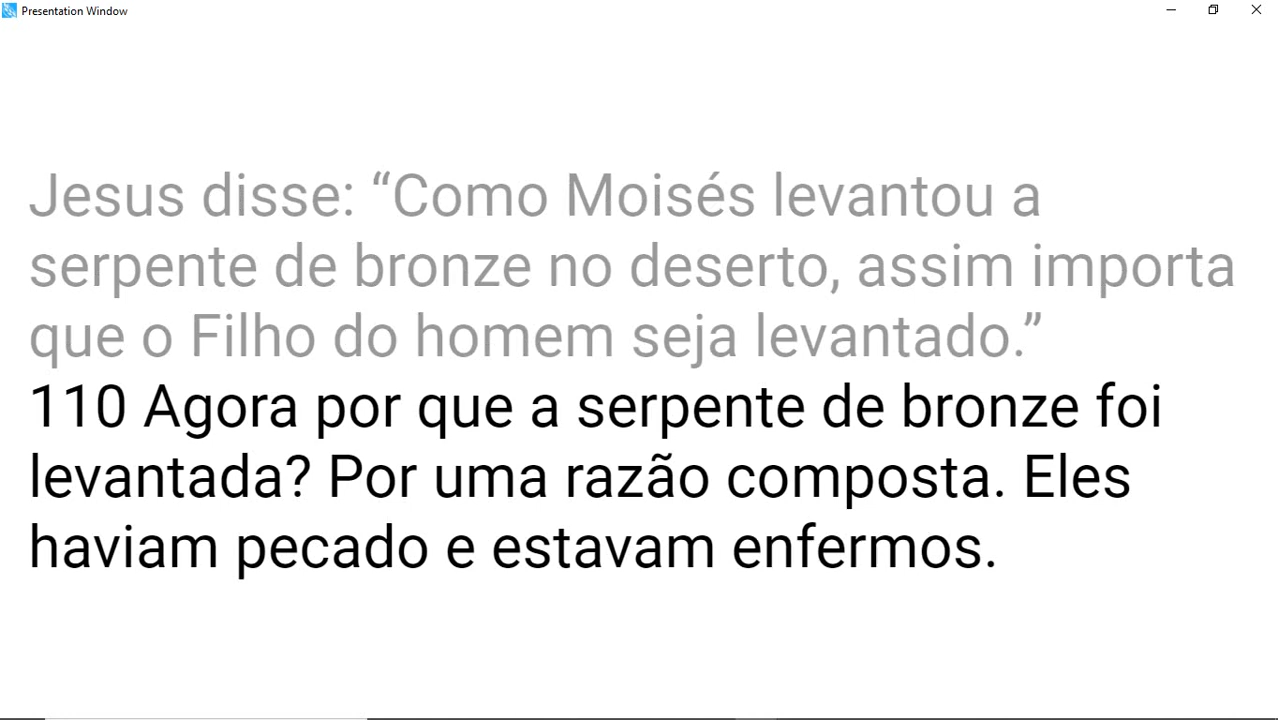 Presentation Window
Jesus disse: “Como Moisés levantou a
serpente de bronze no deserto, assim importa
que o Filho do homem seja levantado.”
110 Agora por que a serpente de bronze foi
levantada? Por uma razão composta. Eles
haviam pecado e estavam enfermos.